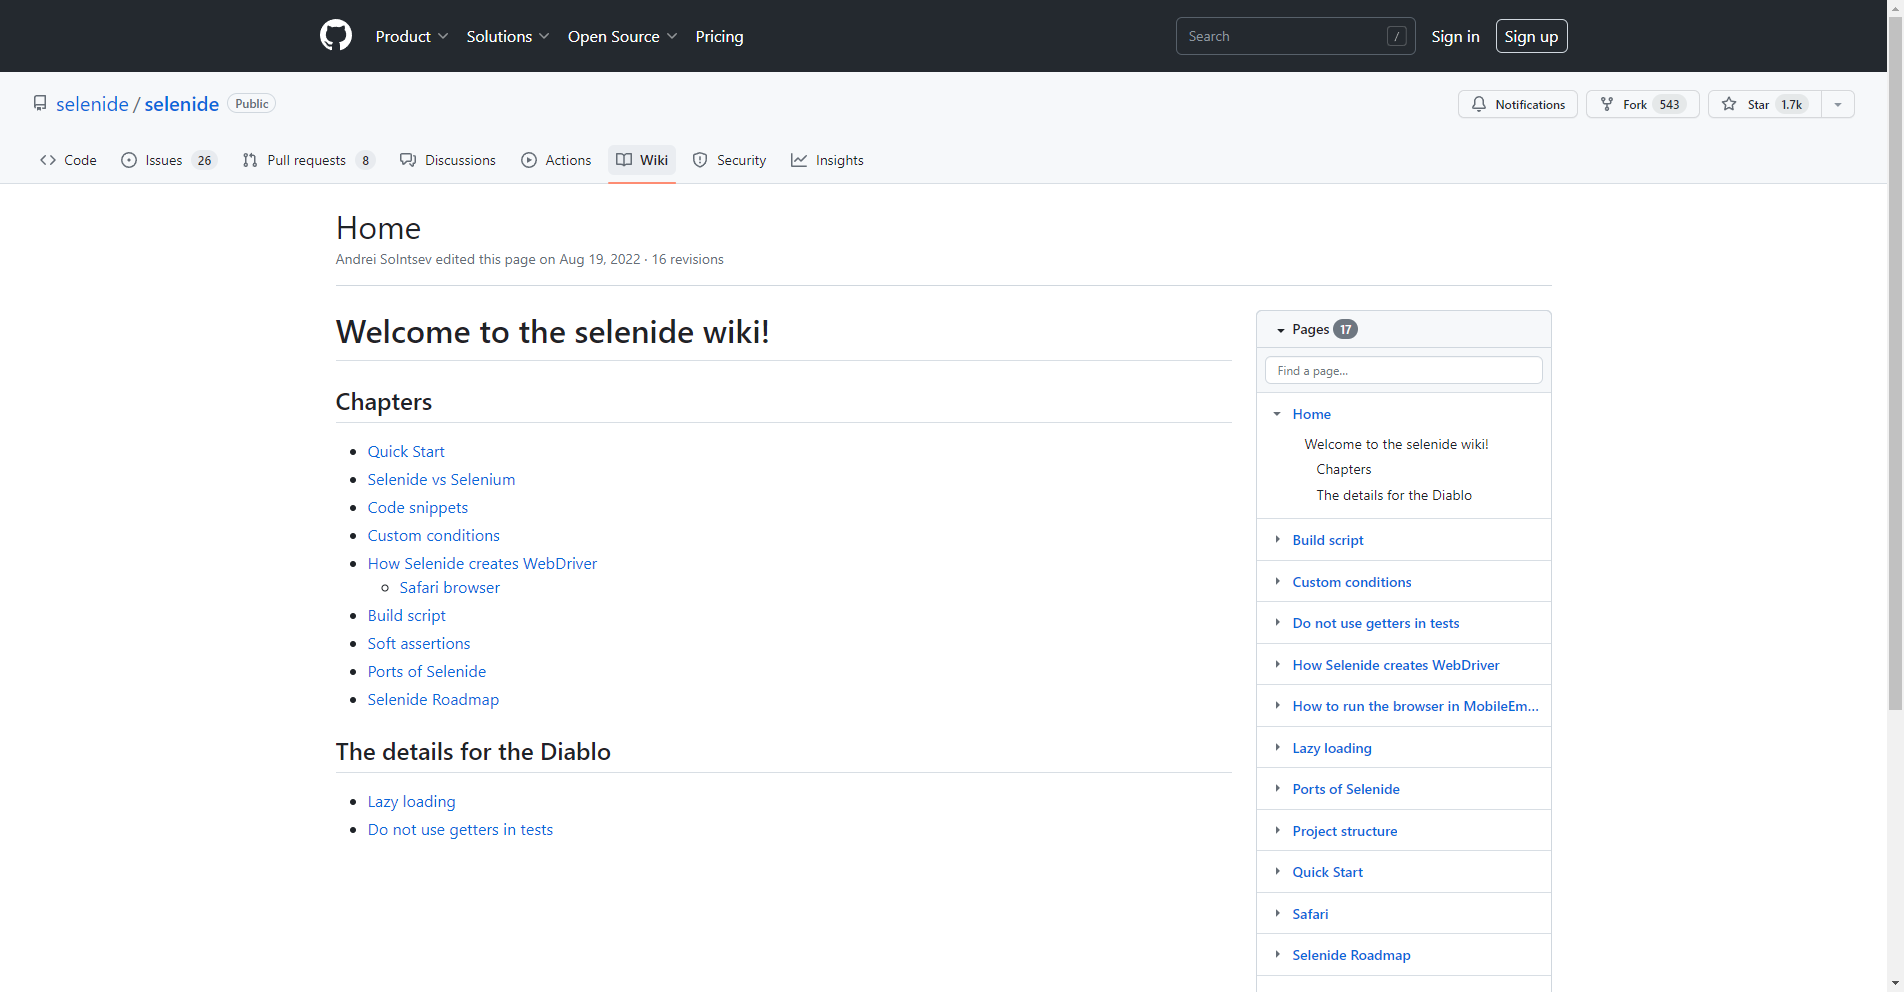 Product Solutions Open Source Pricing Search / Sign in Sign up
selenide / selenide Public Notifications Fork 543 Star 1.7k
Code Issues 26 Pull requests 8 Discussions Actions Wiki Security Insights
Home
Andrei Solntsev edited this page on Aug 19, 2022 · 16 revisions
Welcome to the selenide wiki!
Chapters
Quick Start
Selenide vs Selenium
Code snippets
Custom conditions
How Selenide creates WebDriver
Safari browser
Build script
Soft assertions
Ports of Selenide
Selenide Roadmap
The details for the Diablo
Lazy loading
Do not use getters in tests
Pages 17
Find a page...
Home
Welcome to the selenide wiki!
Chapters
The details for the Diablo
Build script
Custom conditions
Do not use getters in tests
How Selenide creates WebDriver
How to run the browser in MobileEm...
Lazy loading
Ports of Selenide
Project structure
Quick Start
Safari
Selenide Roadmap